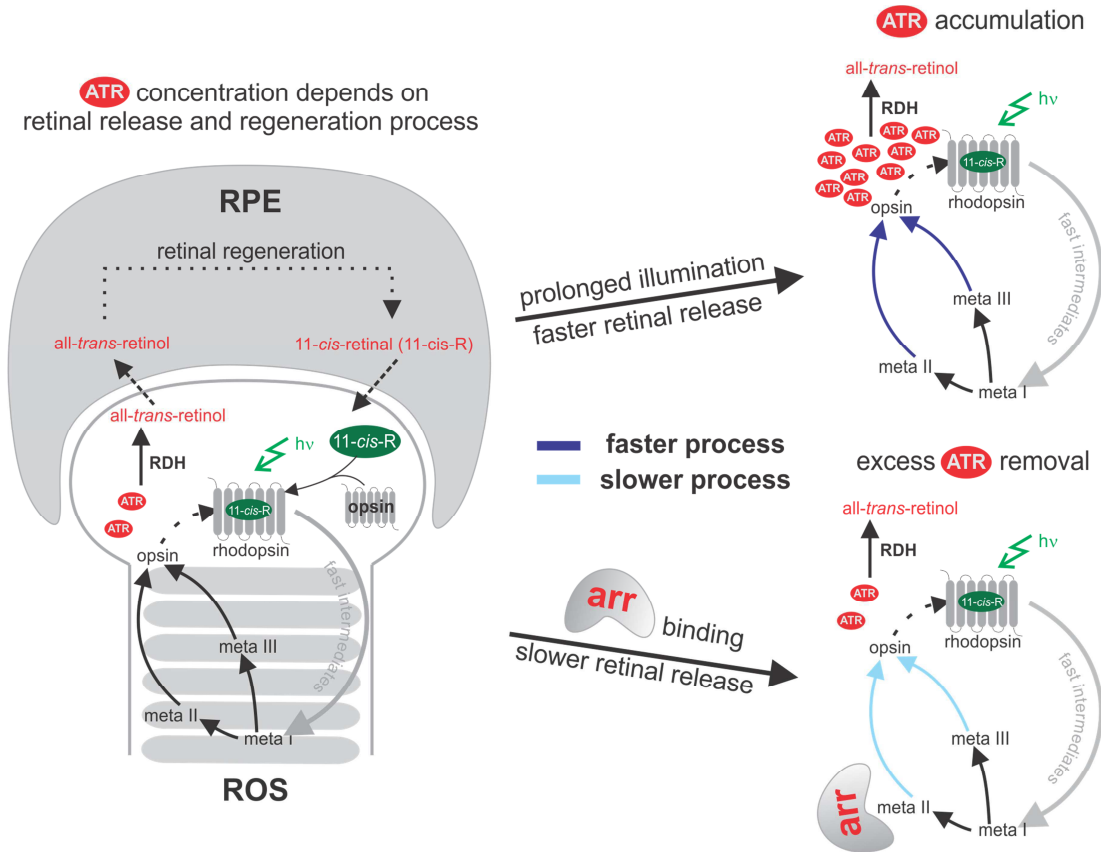 ATR concentration depends on
retinal release and regeneration process
RPE
retinal regeneration
all-trans-retinol
11-cis-retinal (11-cis-R)
all-trans-retinol
RDH
hν
11-cis-R
ATR
ATR
11-cis-R
opsin
rhodopsin
opsin
fast intermediates
meta III
meta II
meta I
ROS
prolonged illumination
faster retinal release
faster process
slower process
arr
binding
slower retinal release
ATR accumulation
all-trans-retinol
RDH
hν
ATR
ATR
ATR
ATR
ATR
ATR
ATR
ATR
ATR
ATR
ATR
11-cis-R
opsin
rhodopsin
fast intermediates
meta III
meta II
meta I
excess ATR removal
all-trans-retinol
RDH
hν
ATR
ATR
11-cis-R
opsin
rhodopsin
fast intermediates
meta III
meta II
meta I
arr